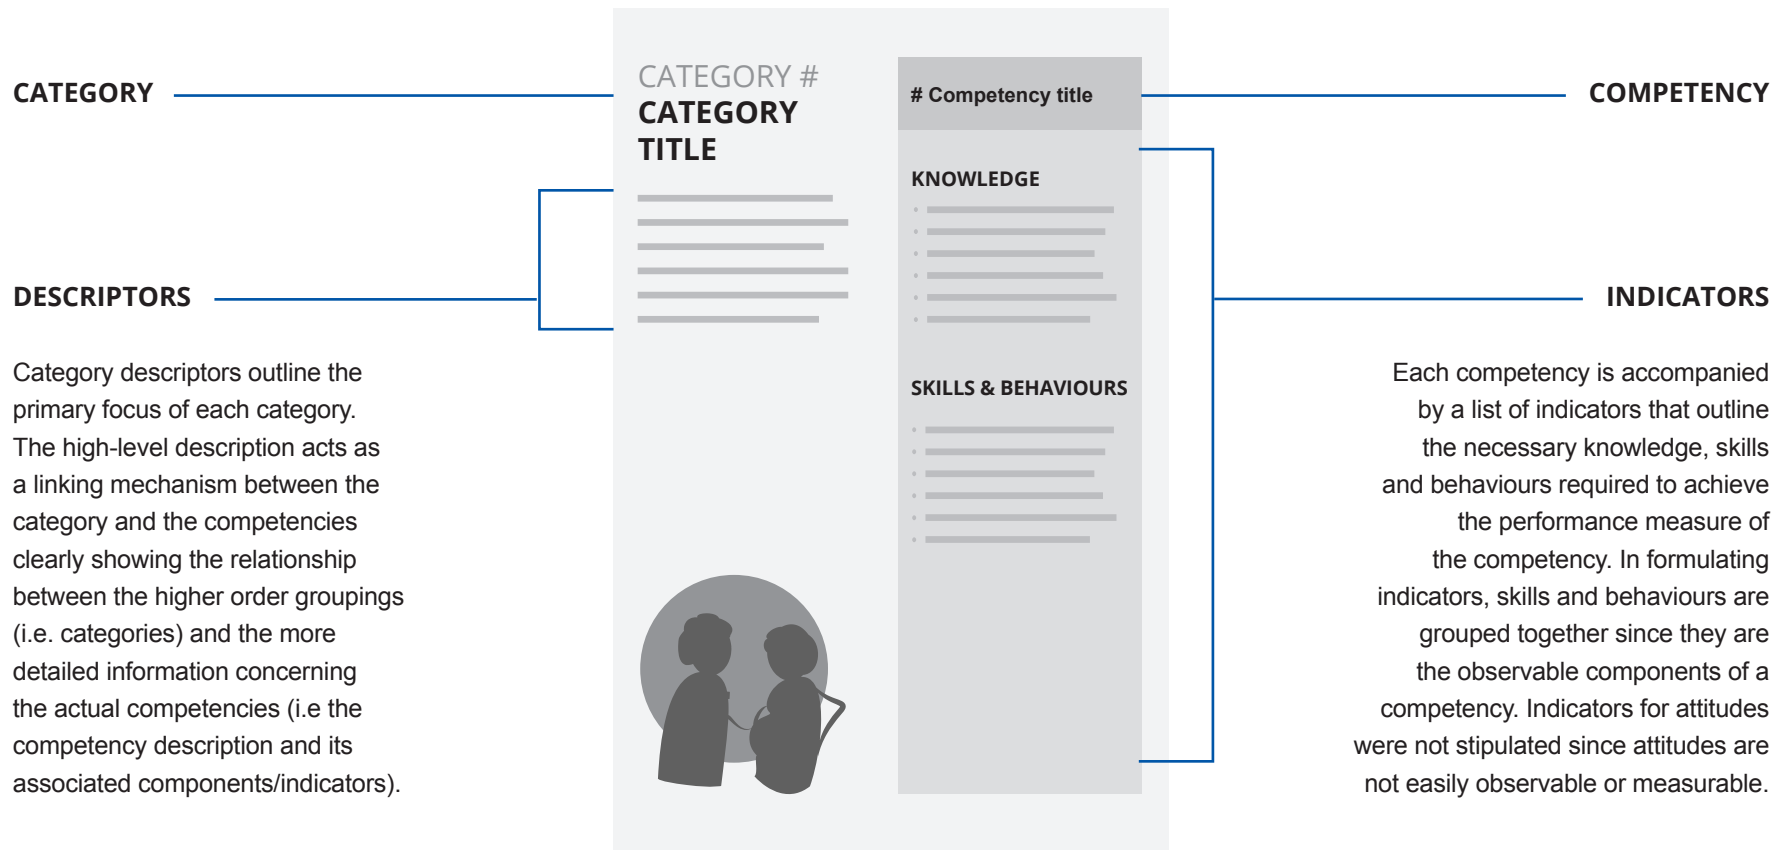 CATEGORY
DESCRIPTORS
Category descriptors outline the
primary focus of each category.
The high-level description acts as
a linking mechanism between the
category and the competencies
clearly showing the relationship
between the higher order groupings
(i.e. categories) and the more
detailed information concerning
the actual competencies (i.e the
competency description and its
associated components/indicators).
CATEGORY #
CATEGORY
TITLE
# Competency title
KNOWLEDGE
SKILLS & BEHAVIOURS
COMPETENCY
INDICATORS
Each competency is accompanied
by a list of indicators that outline
the necessary knowledge, skills
and behaviours required to achieve
the performance measure of
the competency. In formulating
indicators, skills and behaviours are
grouped together since they are
the observable components of a
competency. Indicators for attitudes
were not stipulated since attitudes are
not easily observable or measurable.